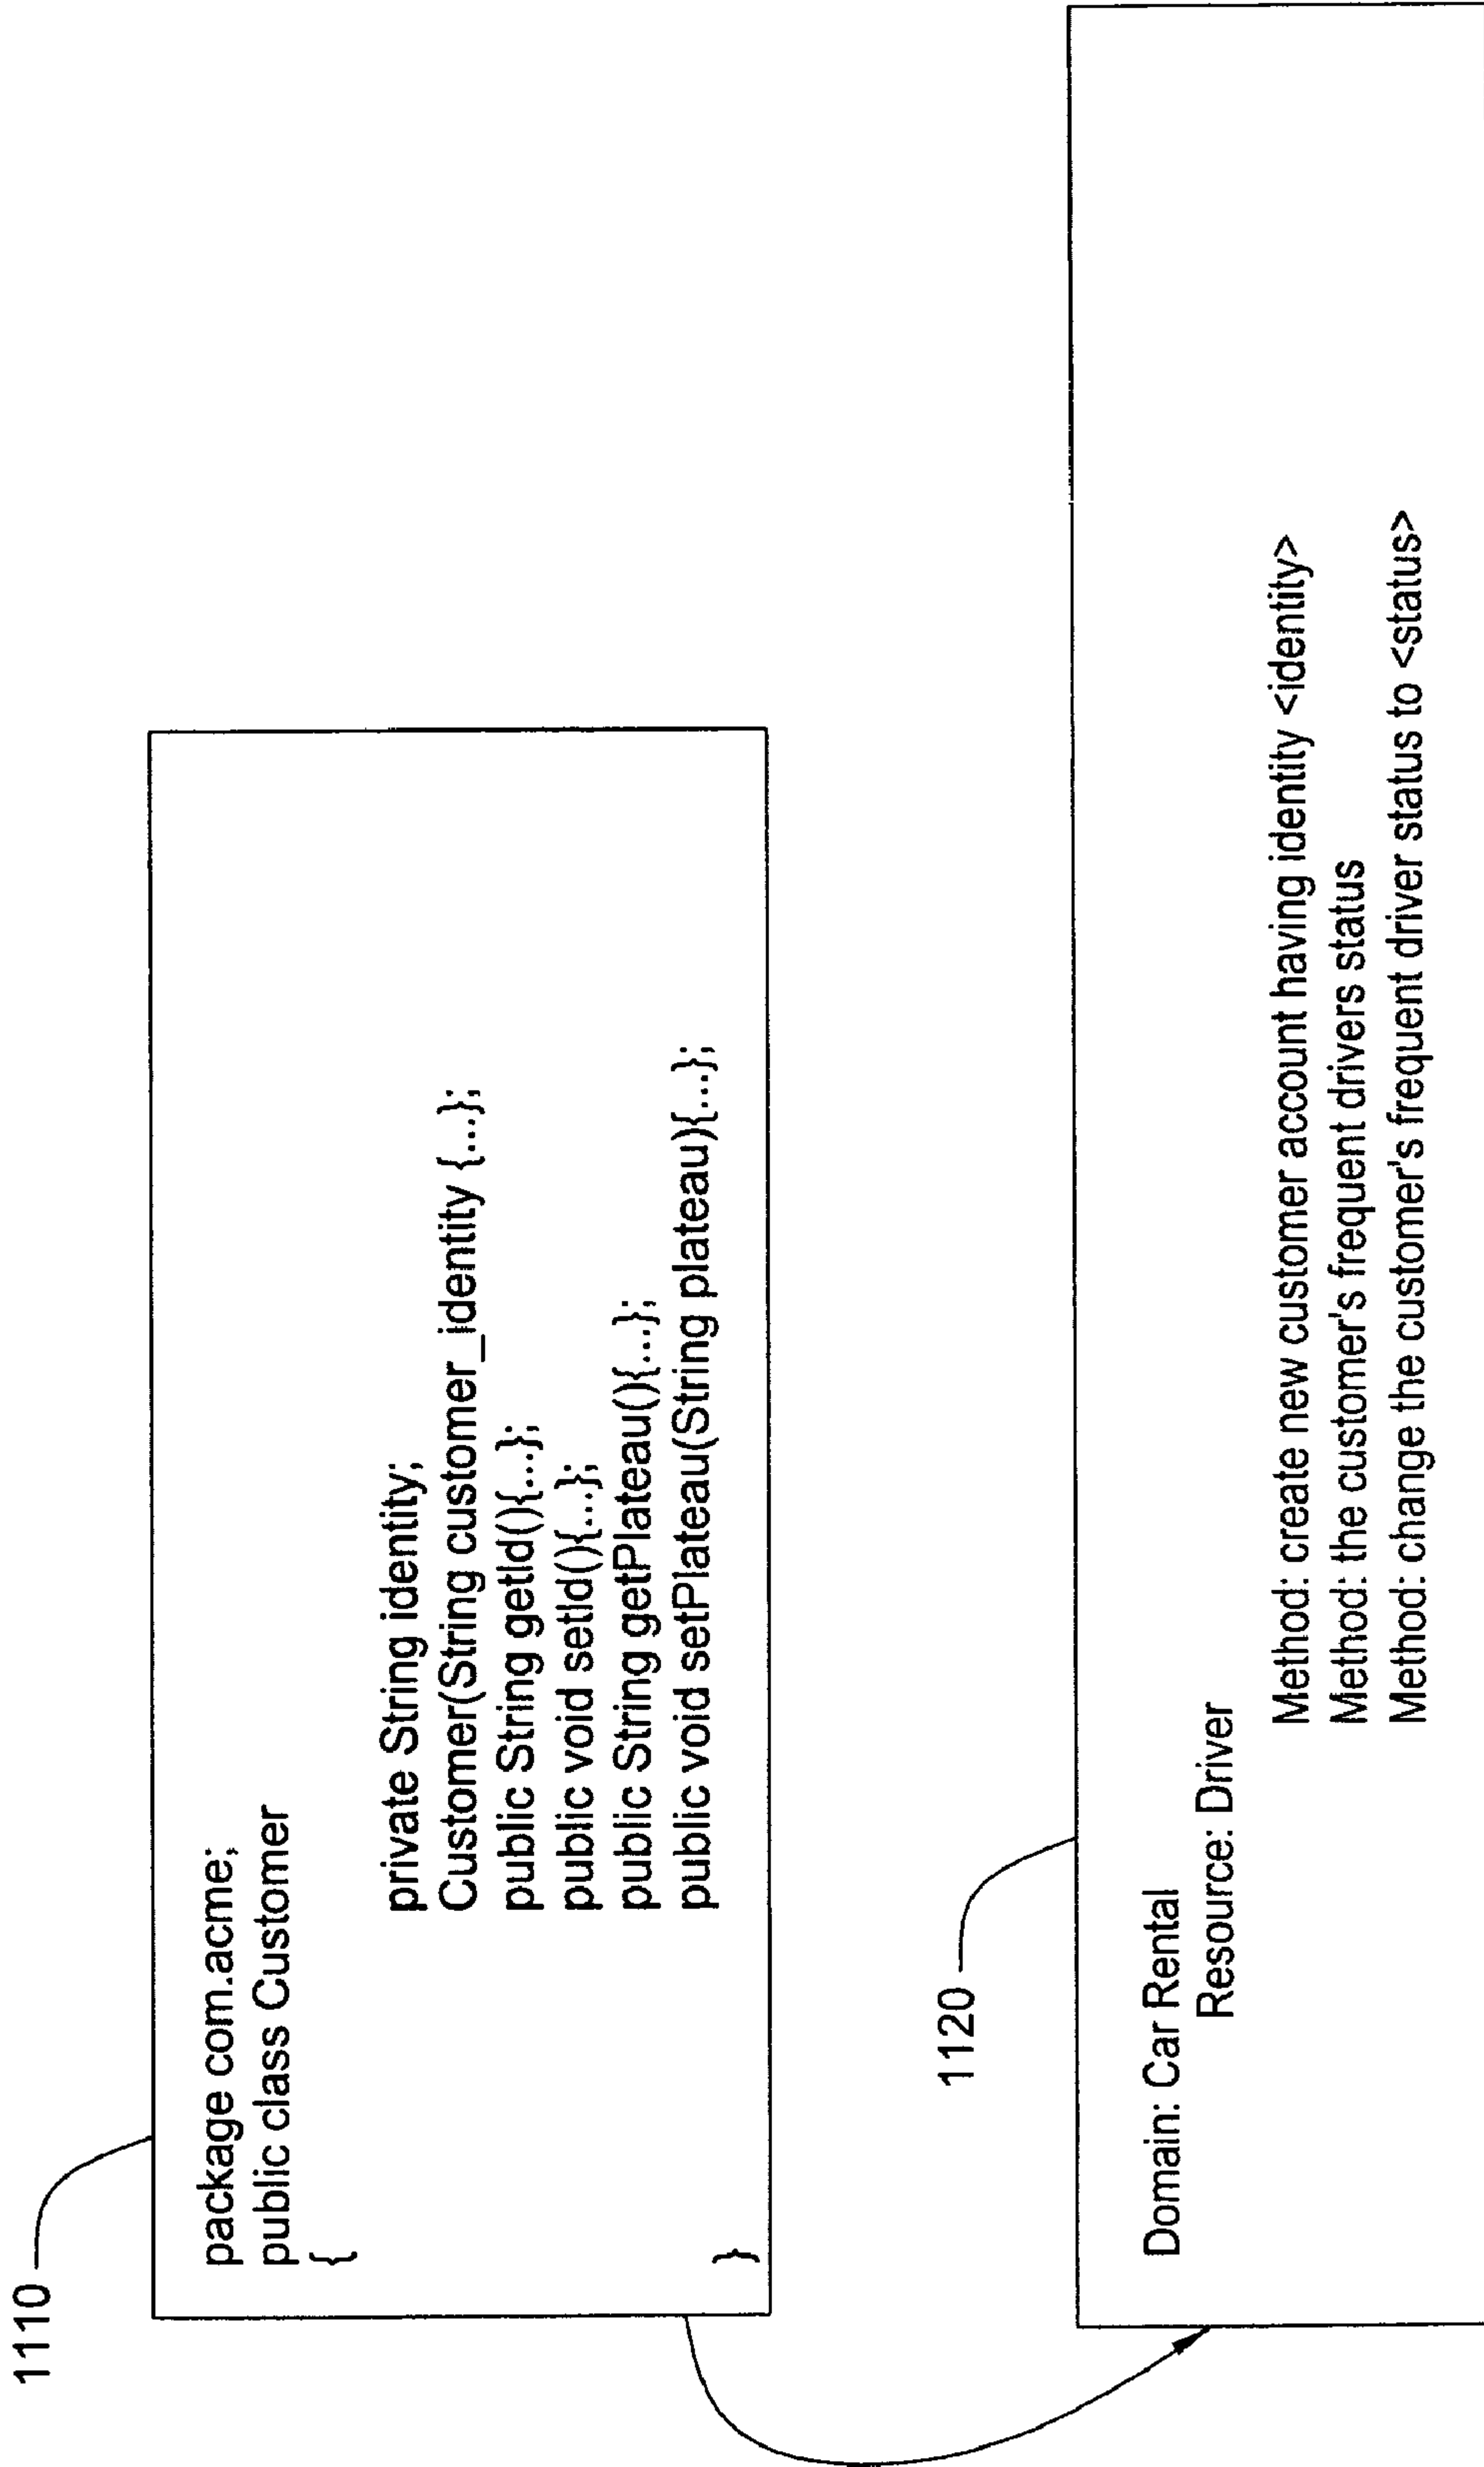 1110
package com.acme;
public class Customer
{
private String identity;
Customer(String customer_identity {...};
public String getId(){...};
public void setId(){...};
public String getPlateau(){...};
public void setPlateau(String plateau){...};
}
1120
Domain: Car Rental
Resource: Driver
Method: create new customer account having identity <identity>
Method: the customer's frequent drivers status
Method: change the customer's frequent driver status to <status>